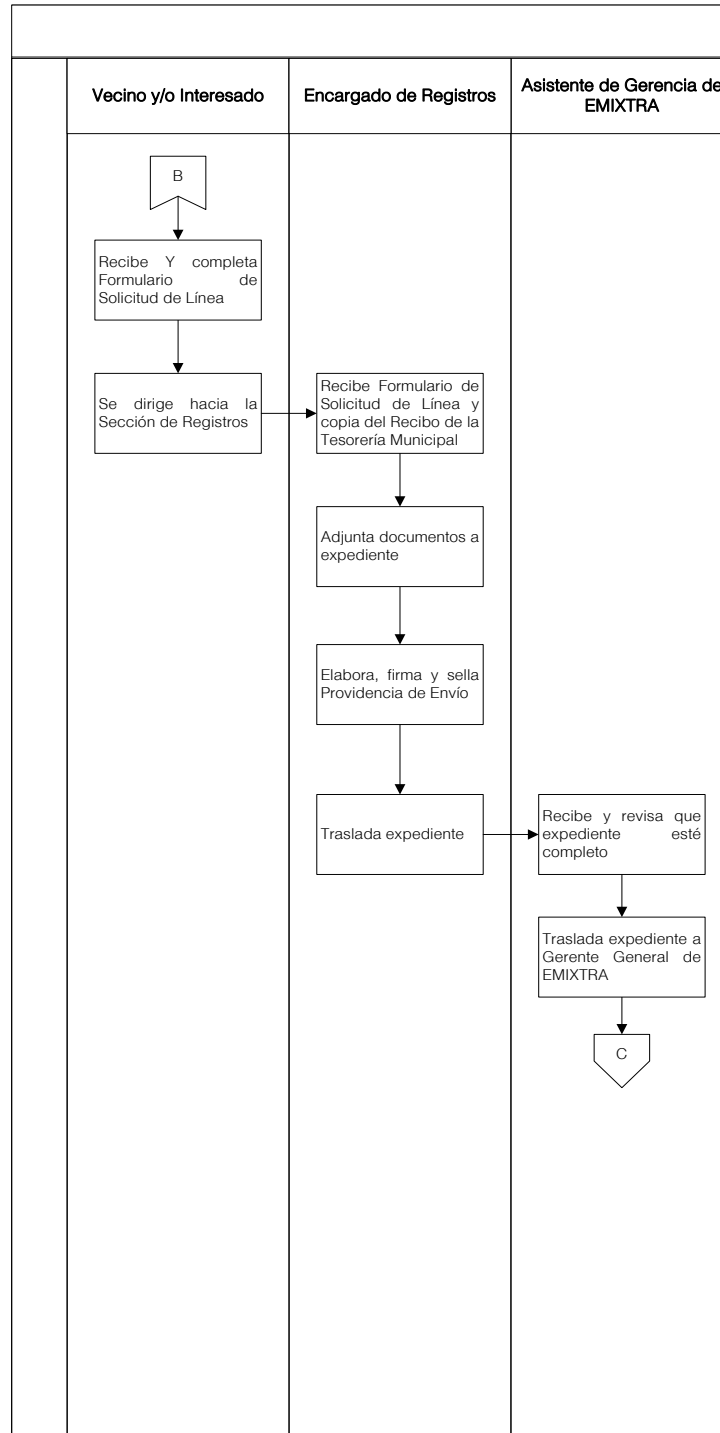 Vecino y/o Interesado
Encargado de Registros
Asistente de Gerencia de
EMIXTRA
B
Recibe Y completa
Formulario de
Solicitud de Línea
Se dirige hacia la
Sección de Registros
Recibe Formulario de
Solicitud de Línea y
copia del Recibo de la
Tesorería Municipal
Adjunta documentos a
expediente
Elabora, firma y sella
Providencia de Envío
Traslada expediente
Recibe y revisa que
expediente esté
completo
Traslada expediente a
Gerente General de
EMIXTRA
C